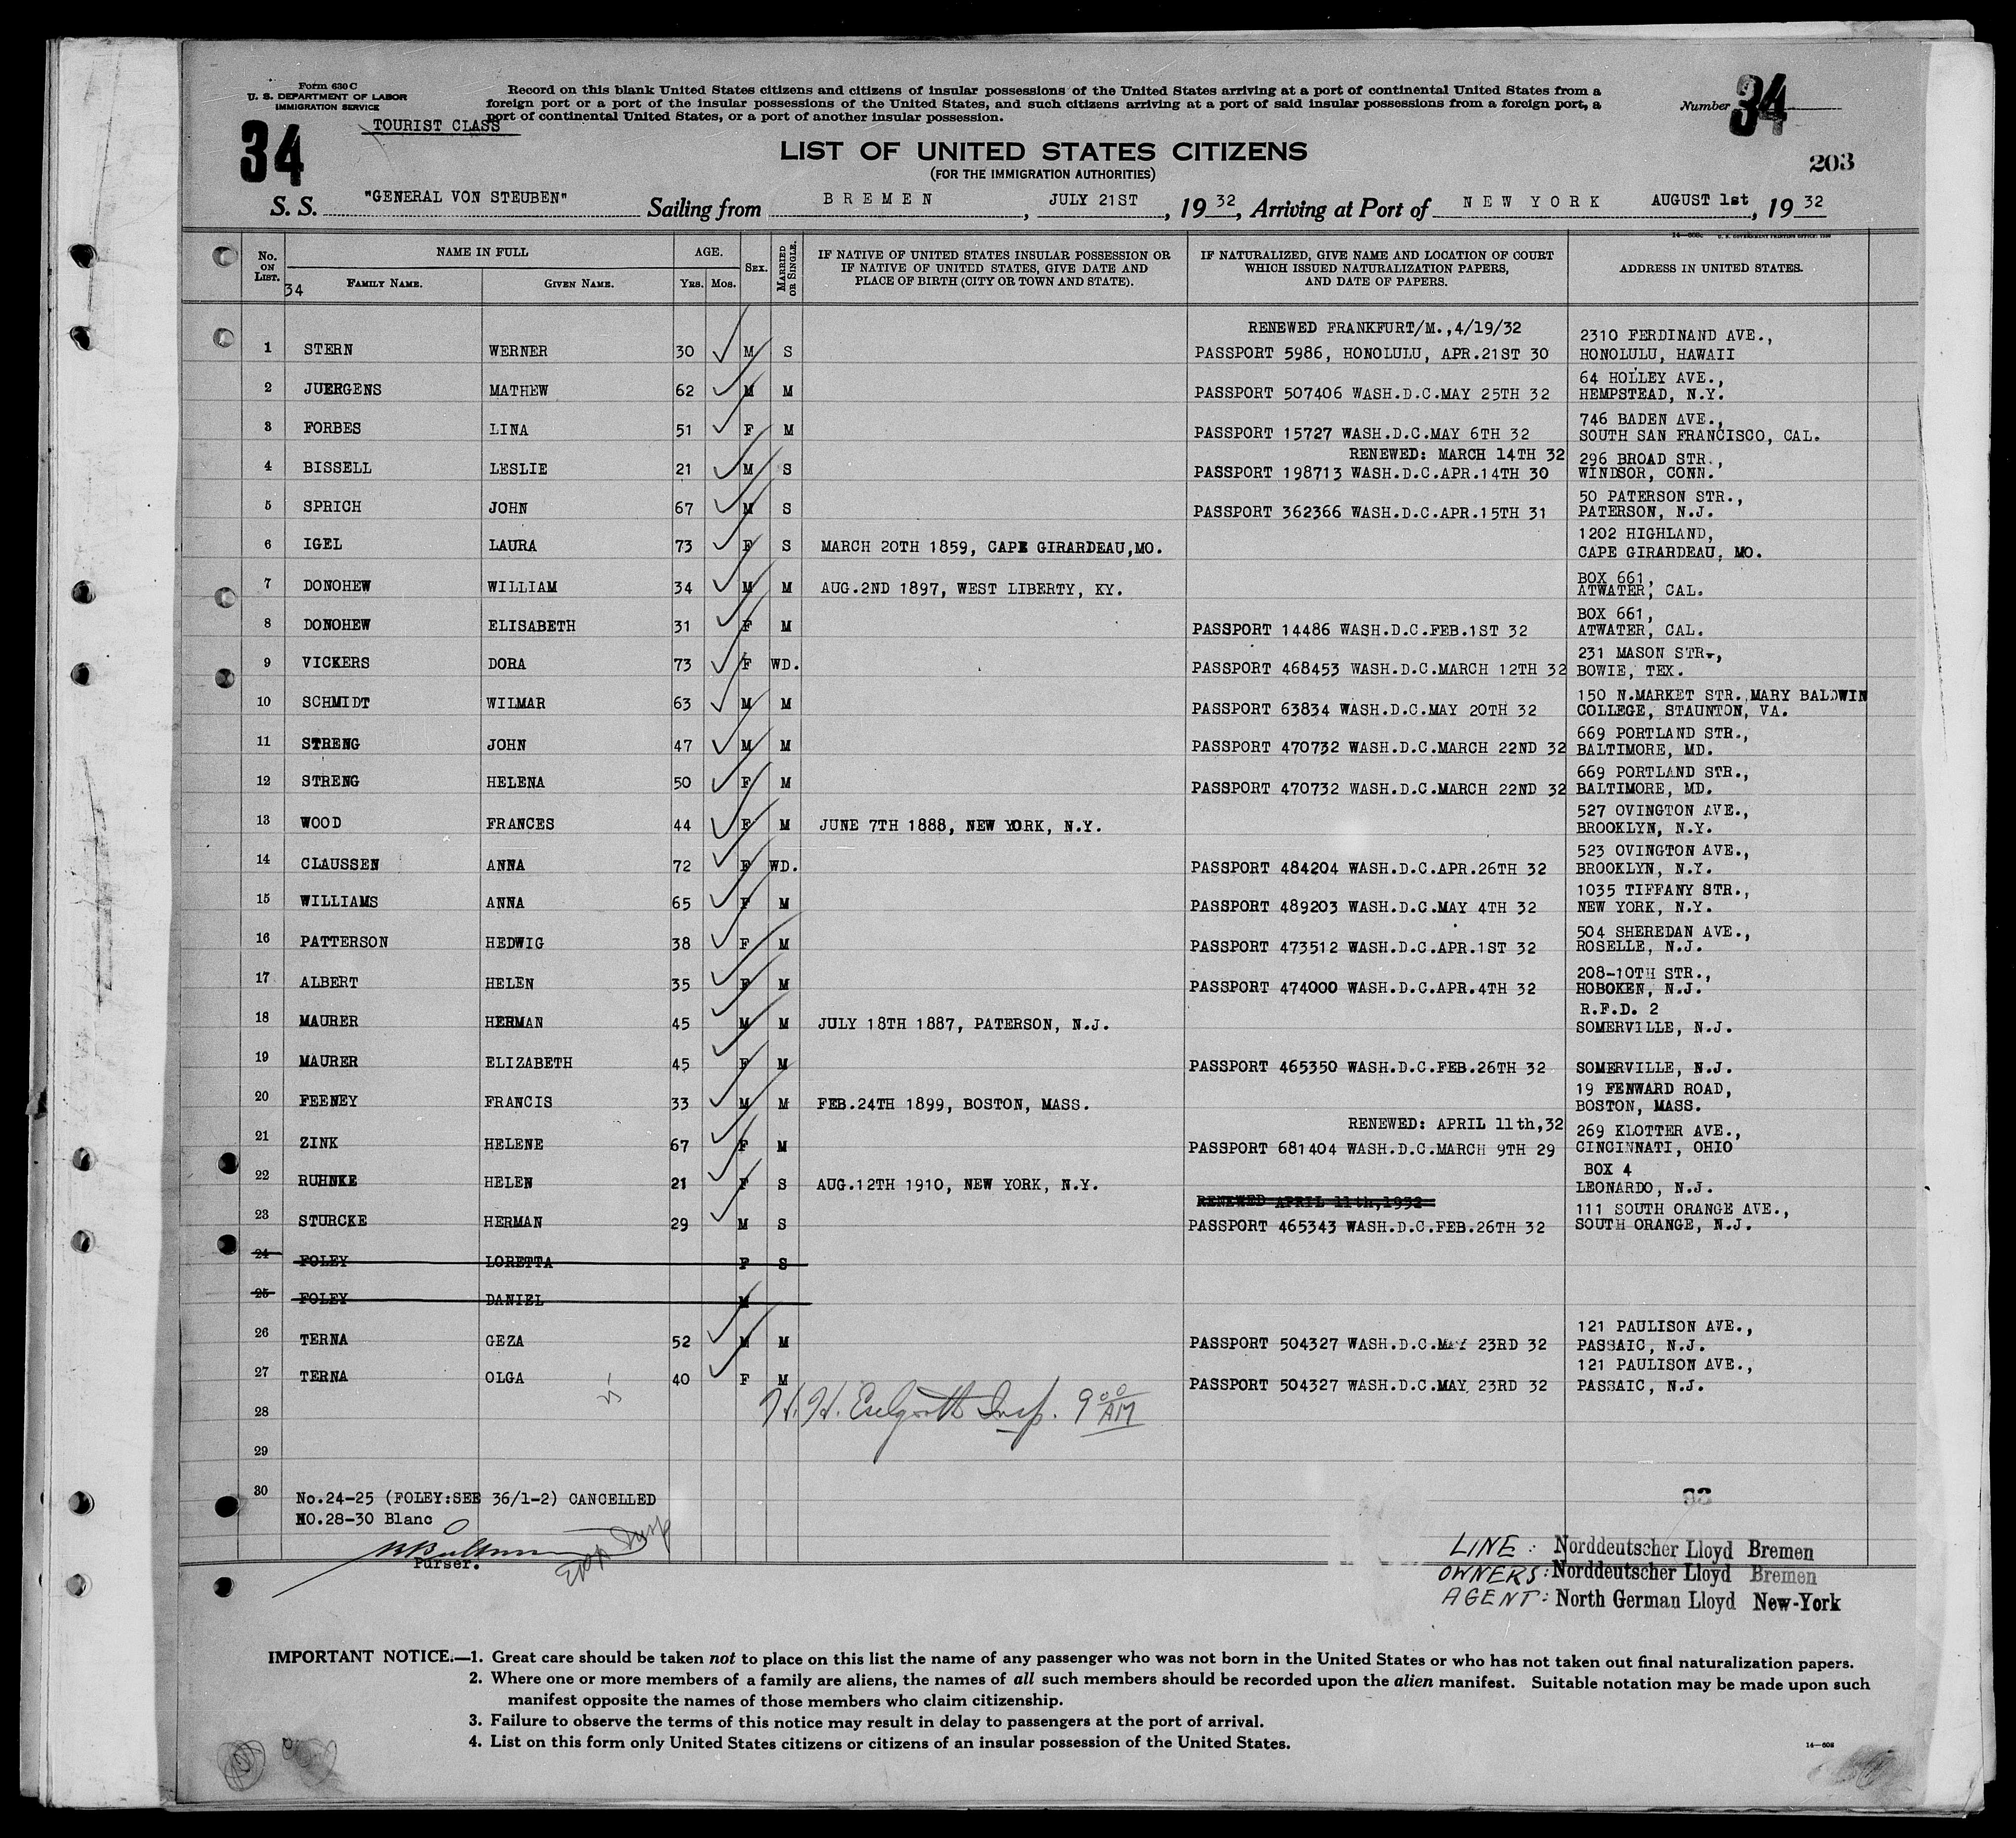 Form 630 C
U. S. DEPARTMENT OF LABOR
IMMIGRATION SERVICE
TOURIST CLASS
34
Record on this blank United States citizens and citizens of insular possessions of the United States arriving at a port of continental United States from a
foreign port or a port of the insular possessions of the United States, and such citizens arriving at a port of said insular possessions from a foreign port, a
port of continental United States, or a port of another insular possession.
Number 34
LIST OF UNITED STATES CITIZENS
(FOR THE IMMIGRATION AUTHORITIES)
203
S. S. "GENERAL VON STEUBEN" Sailing from BREMEN, JULY 21ST, 1932, Arriving at Port of NEW YORK AUGUST 1st, 1932
No. ON LIST. NAME IN FULL AGE. SEX. MARRIED OR SINGLE. IF NATIVE OF UNITED STATES INSULAR POSSESSION OR IF NATIVE OF UNITED STATES, GIVE DATE AND PLACE OF BIRTH (CITY OR TOWN AND STATE). IF NATURALIZED, GIVE NAME AND LOCATION OF COURT WHICH ISSUED NATURALIZATION PAPERS, AND DATE OF PAPERS. ADDRESS IN UNITED STATES.
34 FAMILY NAME. GIVEN NAME. Yrs. Mos.
RENEWED FRANKFURT/M.,4/19/32 2310 FERDINAND AVE.,
1 STERN WERNER 30 M S PASSPORT 5986, HONOLULU, APR.21ST 30 HONOLULU, HAWAII
64 HOLLEY AVE.,
2 JUERGENS MATHEW 62 M M PASSPORT 507406 WASH.D.C.MAY 25TH 32 HEMPSTEAD, N.Y.
746 BADEN AVE.,
3 FORBES LINA 51 F M PASSPORT 15727 WASH.D.C.MAY 6TH 32 SOUTH SAN FRANCISCO, CAL.
RENEWED: MARCH 14TH 32 296 BROAD STR.,
4 BISSELL LESLIE 21 M S PASSPORT 198713 WASH.D.C.APR.14TH 30 WINDSOR, CONN.
50 PATERSON STR.,
5 SPRICH JOHN 67 M S PASSPORT 362366 WASH.D.C.APR.15TH 31 PATERSON, N.J.
1202 HIGHLAND,
6 IGEL LAURA 73 F S MARCH 20TH 1859, CAPE GIRARDEAU,MO. CAPE GIRARDEAU, MO.
BOX 661,
7 DONOHEW WILLIAM 34 M M AUG.2ND 1897, WEST LIBERTY, KY. ATWATER, CAL.
BOX 661,
8 DONOHEW ELISABETH 31 F M PASSPORT 14486 WASH.D.C.FEB.1ST 32 ATWATER, CAL.
231 MASON STR.,
9 VICKERS DORA 73 F WD. PASSPORT 468453 WASH.D.C.MARCH 12TH 32 BOWIE, TEX.
150 N.MARKET STR. MARY BALDWIN
10 SCHMIDT WILMAR 63 M M PASSPORT 63834 WASH.D.C.MAY 20TH 32 COLLEGE, STAUNTON, VA.
669 PORTLAND STR.,
11 STRENG JOHN 47 M M PASSPORT 470732 WASH.D.C.MARCH 22ND 32 BALTIMORE, MD.
669 PORTLAND STR.,
12 STRENG HELENA 50 F M PASSPORT 470732 WASH.D.C.MARCH 22ND 32 BALTIMORE, MD.
527 OVINGTON AVE.,
13 WOOD FRANCES 44 F M JUNE 7TH 1888, NEW YORK, N.Y. BROOKLYN, N.Y.
523 OVINGTON AVE.,
14 CLAUSSEN ANNA 72 F WD. PASSPORT 484204 WASH.D.C.APR.26TH 32 BROOKLYN, N.Y.
1035 TIFFANY STR.,
15 WILLIAMS ANNA 65 F M PASSPORT 489203 WASH.D.C.MAY 4TH 32 NEW YORK, N.Y.
504 SHEREDAN AVE.,
16 PATTERSON HEDWIG 38 F M PASSPORT 473512 WASH.D.C.APR.1ST 32 ROSELLE, N.J.
208-10TH STR.,
17 ALBERT HELEN 35 F M PASSPORT 474000 WASH.D.C.APR.4TH 32 HOBOKEN, N.J.
R.F.D. 2
18 MAURER HERMAN 45 M M JULY 18TH 1887, PATERSON, N.J. SOMERVILLE, N.J.
19 MAURER ELIZABETH 45 F M PASSPORT 465350 WASH.D.C.FEB.26TH 32 SOMERVILLE, N.J.
19 FENWARD ROAD,
20 FEENEY FRANCIS 33 M M FEB.24TH 1899, BOSTON, MASS. BOSTON, MASS.
RENEWED: APRIL 11th,32 269 KLOTTER AVE.,
21 ZINK HELENE 67 F M PASSPORT 681404 WASH.D.C.MARCH 9TH 29 CINCINNATI, OHIO
BOX 4
22 RUHNKE HELEN 21 F S AUG.12TH 1910, NEW YORK, N.Y. LEONARDO, N.J.
RENEWED APRIL 11th,1932 111 SOUTH ORANGE AVE.,
23 STURCKE HERMAN 29 M S PASSPORT 465343 WASH.D.C.FEB.26TH 32 SOUTH ORANGE, N.J.
24 FOLEY LORETTA F S
25 FOLEY DANIEL M
121 PAULISON AVE.,
26 TERNA GEZA 52 M M PASSPORT 504327 WASH.D.C.MAY 23RD 32 PASSAIC, N.J.
121 PAULISON AVE.,
27 TERNA OLGA 40 F M PASSPORT 504327 WASH.D.C.MAY 23RD 32 PASSAIC, N.J.
28 H. Insp. 9 00 AM
29
30 No.24-25 (FOLEY:SEE 36/1-2) CANCELLED
NO.28-30 Blanc
Purser.
LINE: Norddeutscher Lloyd Bremen
OWNERS: Norddeutscher Lloyd Bremen
AGENT: North German Lloyd New-York
IMPORTANT NOTICE.—1. Great care should be taken not to place on this list the name of any passenger who was not born in the United States or who has not taken out final naturalization papers.
2. Where one or more members of a family are aliens, the names of all such members should be recorded upon the alien manifest. Suitable notation may be made upon such
manifest opposite the names of those members who claim citizenship.
3. Failure to observe the terms of this notice may result in delay to passengers at the port of arrival.
4. List on this form only United States citizens or citizens of an insular possession of the United States.